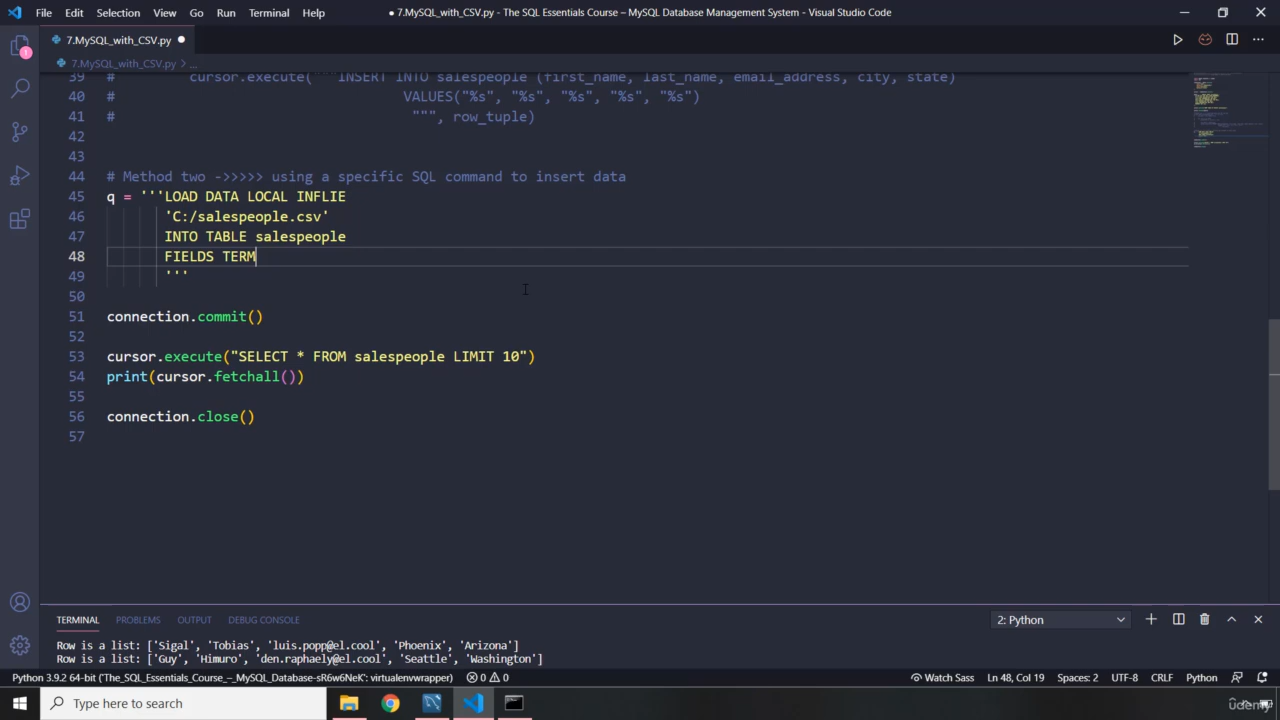 File Edit Selection View Go Run Terminal Help ● 7.MySQL_with_CSV.py - The SQL Essentials Course – MySQL Database Management System - Visual Studio Code
7.MySQL_with_CSV.py ●
7.MySQL_with_CSV.py > ...
39 # cursor.execute( INSERT INTO salespeople (first_name, last_name, email_address, city, state)
40 # VALUES("%s", "%s", "%s", "%s", "%s")
41 # """, row_tuple)
42
43
44 # Method two ->>>>> using a specific SQL command to insert data
45 q = '''LOAD DATA LOCAL INFLIE
46 'C:/salespeople.csv'
47 INTO TABLE salespeople
48 FIELDS TERM
49 '''
50
51 connection.commit()
52
53 cursor.execute("SELECT * FROM salespeople LIMIT 10")
54 print(cursor.fetchall())
55
56 connection.close()
57
TERMINAL PROBLEMS OUTPUT DEBUG CONSOLE 2: Python
Row is a list: ['Sigal', 'Tobias', 'luis.popp@el.cool', 'Phoenix', 'Arizona']
Row is a list: ['Guy', 'Himuro', 'den.raphaely@el.cool', 'Seattle', 'Washington']
Python 3.9.2 64-bit ('The_SQL_Essentials_Course_–_MySQL_Database-sR6w6NeK': virtualenvwrapper) 0 0 Watch Sass Ln 48, Col 19 Spaces: 2 UTF-8 CRLF Python
Type here to search